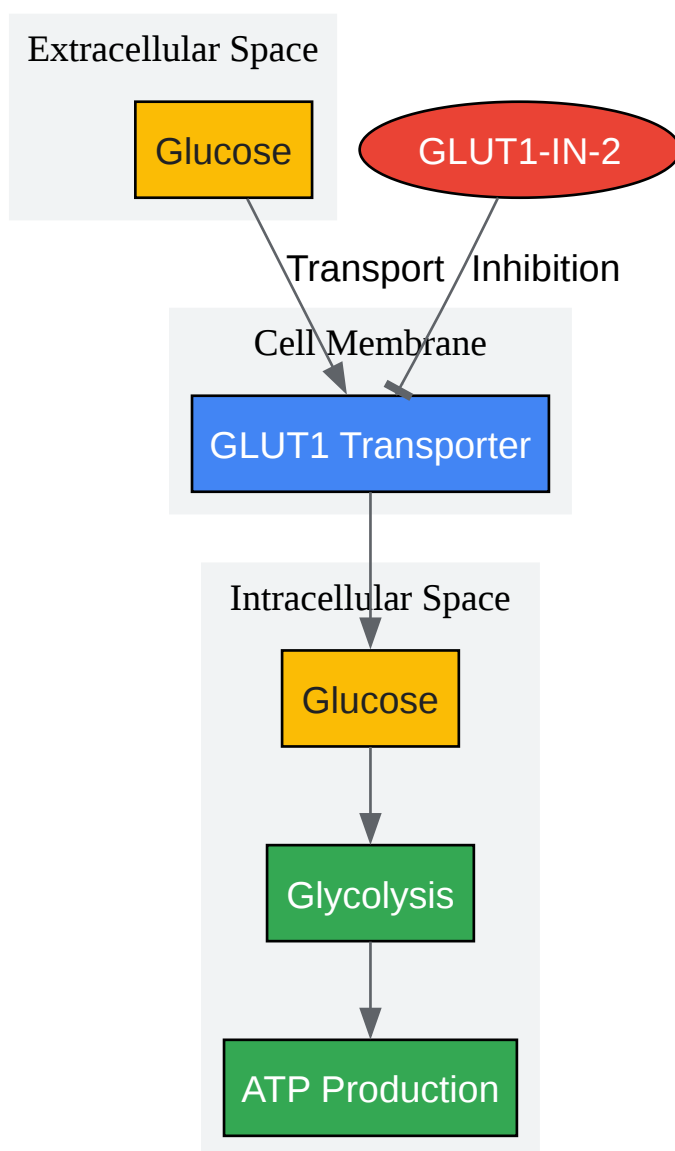 Extracellular Space
Glucose
GLUT1-IN-2
Transport
Inhibition
Cell Membrane
GLUT1 Transporter
Intracellular Space
Glucose
Glycolysis
ATP Production